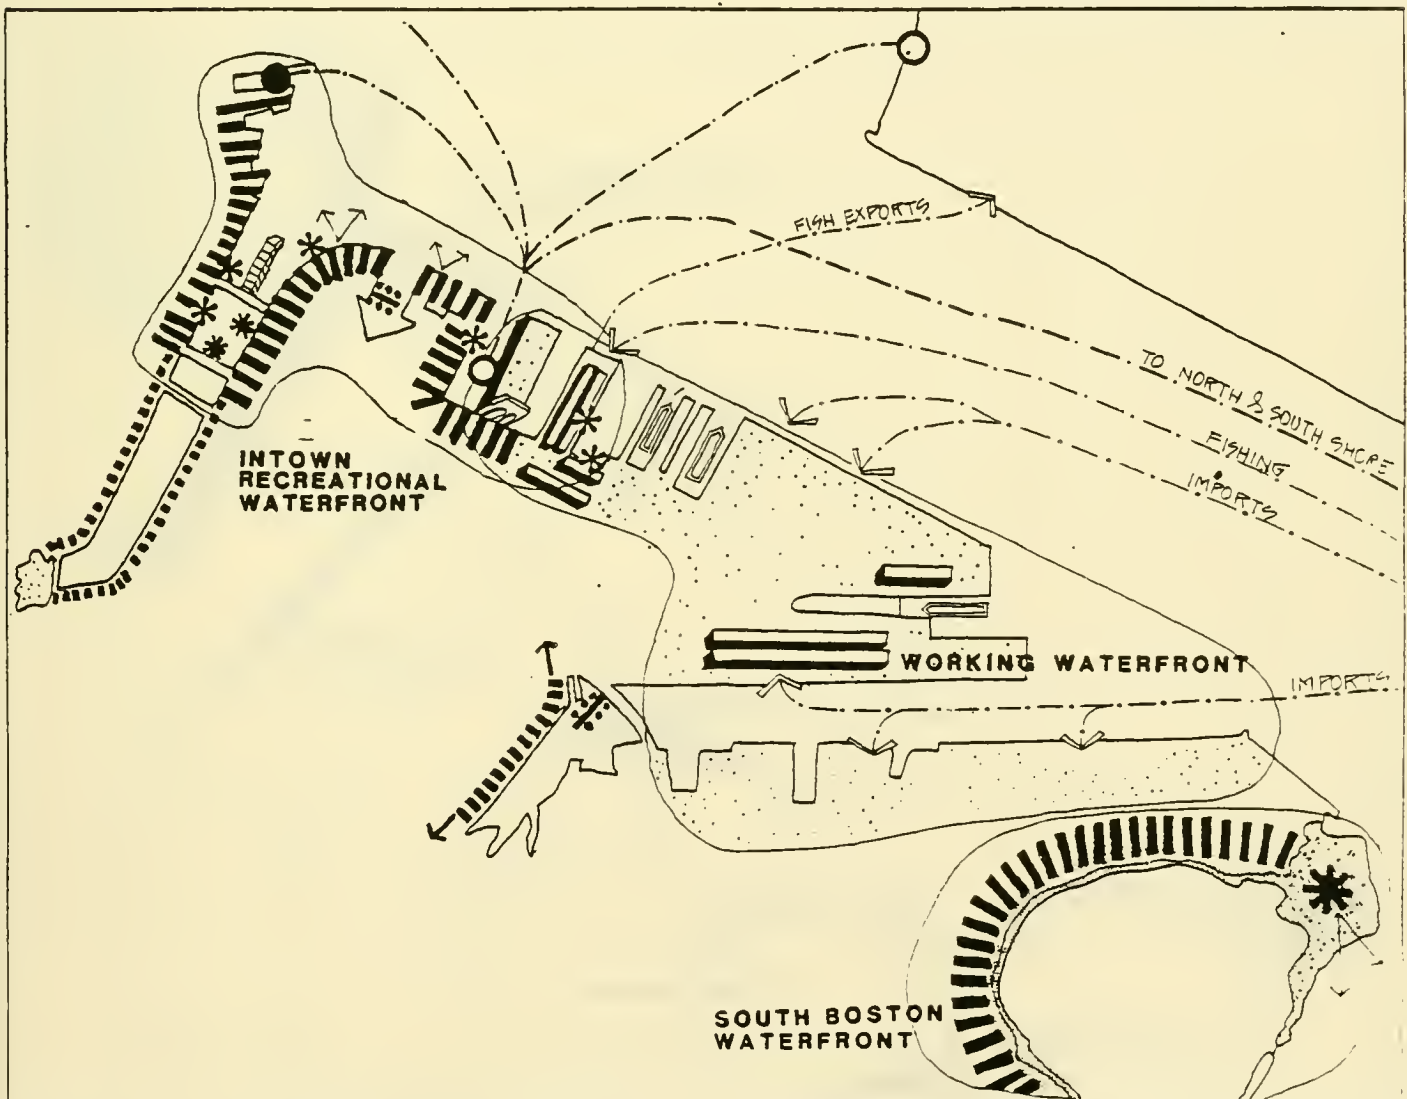 FISH EXPORTS
TO NORTH & SOUTH SHORE
FISHING
IMPORTS
INTOWN
RECREATIONAL
WATERFRONT
WORKING WATERFRONT
IMPORTS
SOUTH BOSTON
WATERFRONT